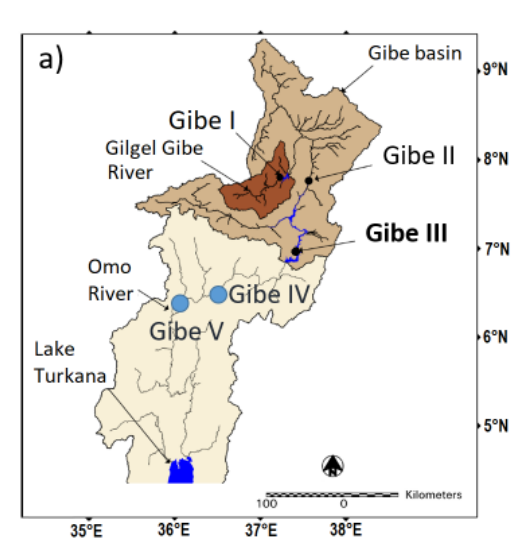 a)
Gibe basin
9°N
Gibe I
Gilgel Gibe
River
8°N
Gibe II
Gibe III
7°N
Omo
River
Gibe IV
Gibe V
6°N
Lake
Turkana
5°N
N
Kilometers
100 0
35°E 36°E 37°E 38°E